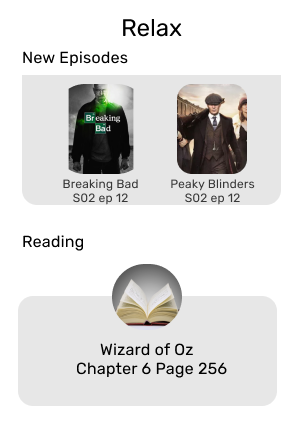 Relax
New Episodes
Breaking
Bad
Breaking Bad
S02 ep 12
Peaky Blinders
S02 ep 12
Reading
Wizard of Oz
Chapter 6 Page 256